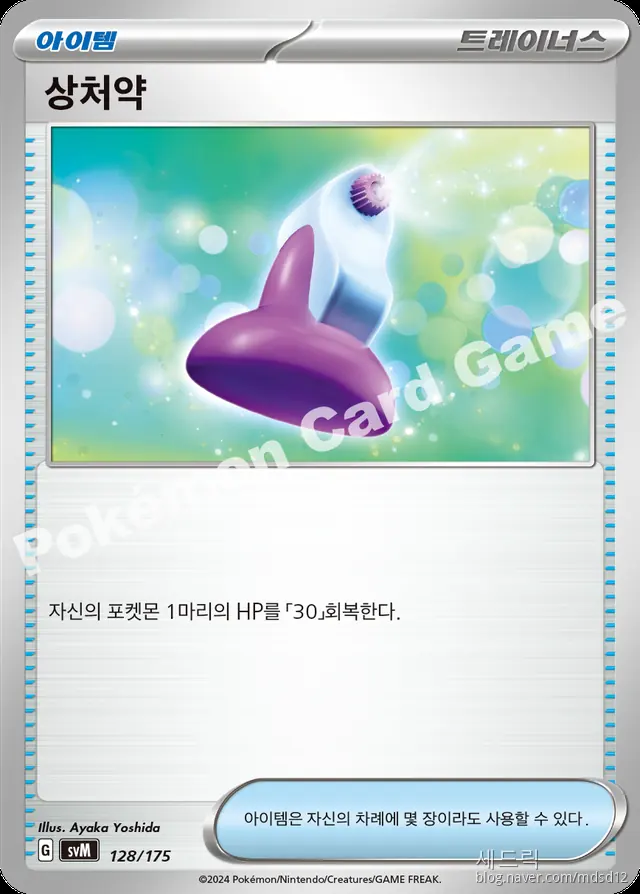 아이템
트레이너스
상처약
Pokémon Card Game
자신의 포켓몬 1마리의 HP를 「30」회복한다.
아이템은 자신의 차례에 몇 장이라도 사용할 수 있다.
Illus. Ayaka Yoshida
G svM 128/175
©2024 Pokémon/Nintendo/Creatures/GAME FREAK.
세드릭
blog.naver.com/mdsd12